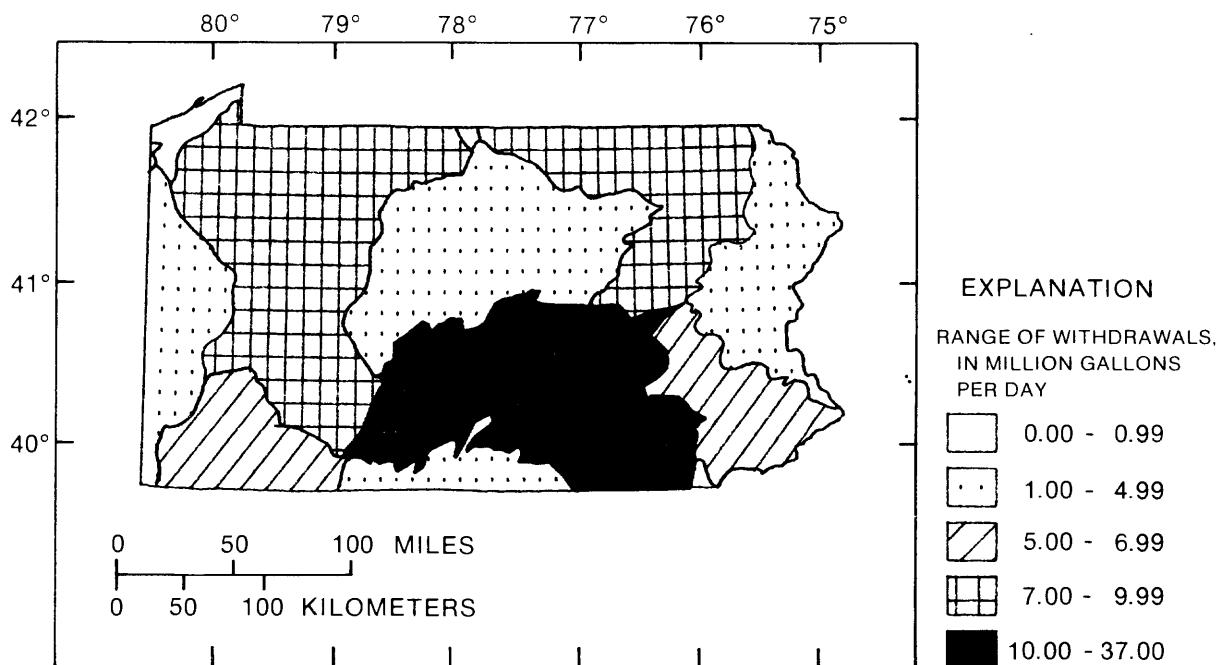 80° 79° 78° 77° 76° 75°
42°
41°
40°
0 50 100 MILES
0 50 100 KILOMETERS
EXPLANATION
RANGE OF WITHDRAWALS,
IN MILLION GALLONS
PER DAY
0.00 - 0.99
1.00 - 4.99
5.00 - 6.99
7.00 - 9.99
10.00 - 37.00